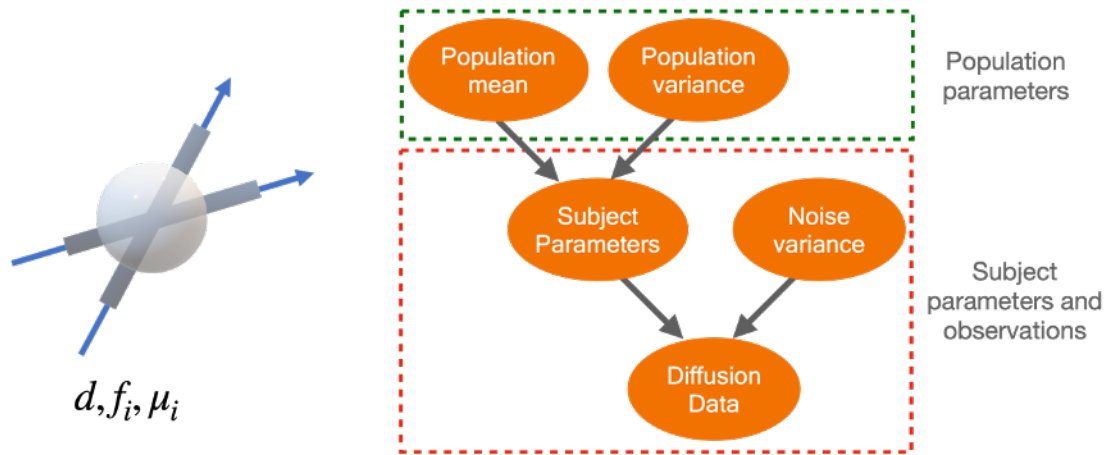 Population
mean
Population
variance
Population
parameters
Subject
Parameters
Noise
variance
Subject
parameters and
observations
Diffusion
Data
d, f_i, μ_i